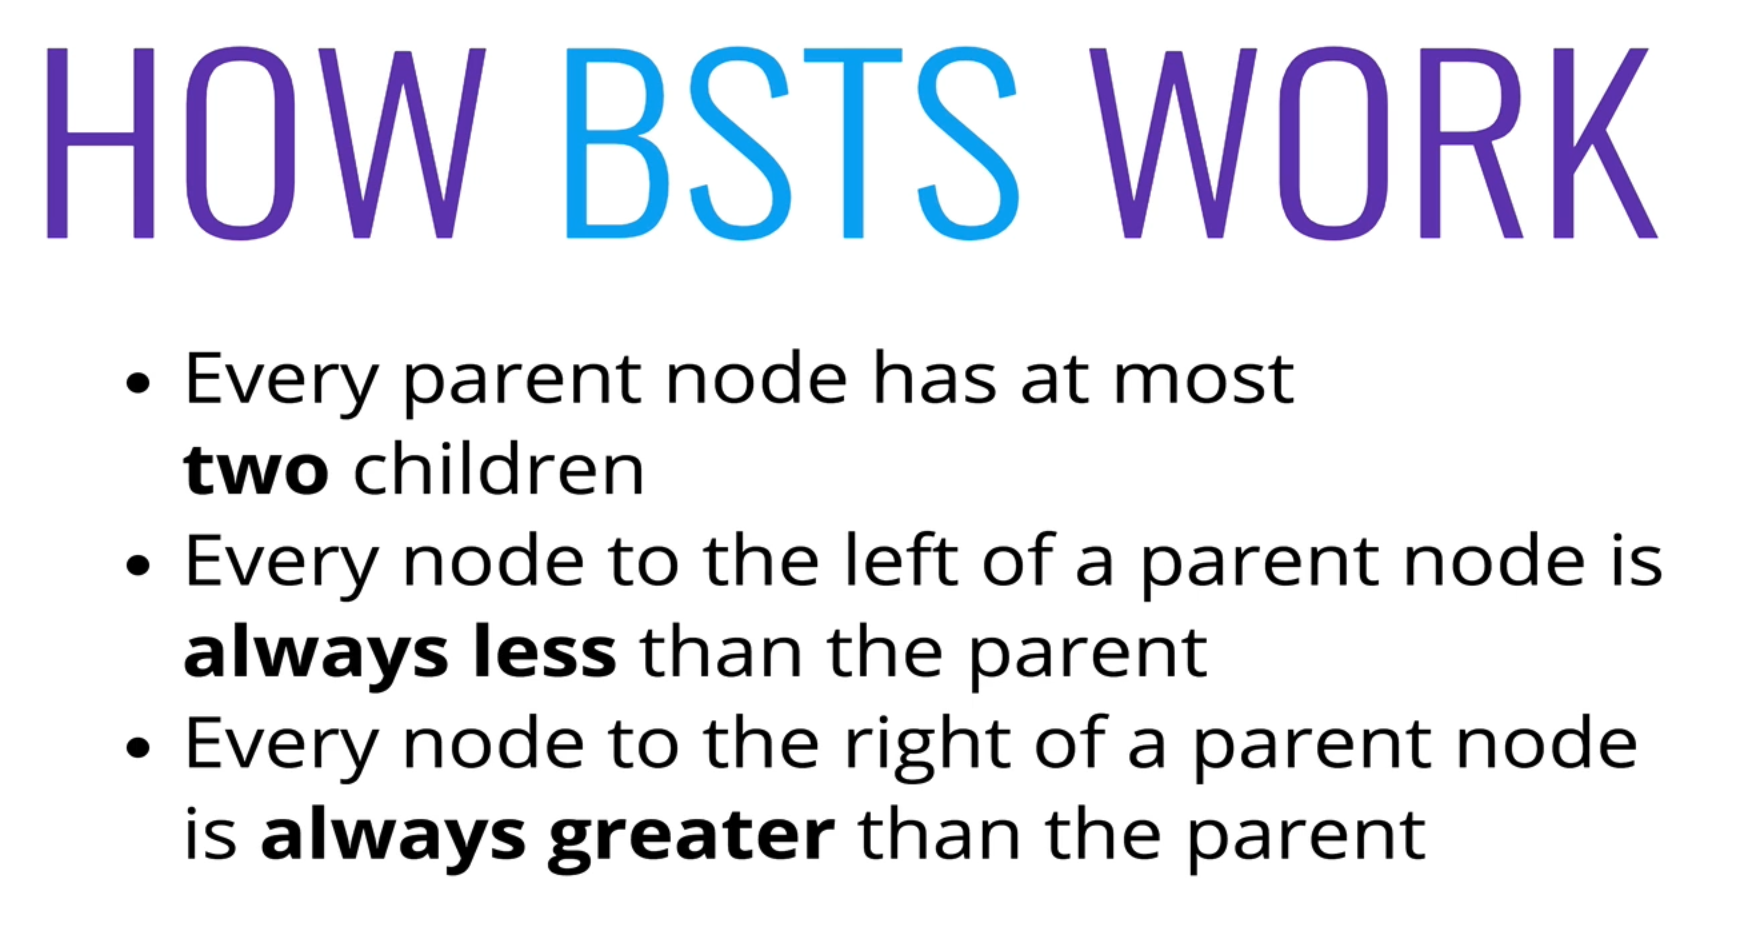 HOW BSTS WORK
• Every parent node has at most
two children
• Every node to the left of a parent node is
always less than the parent
• Every node to the right of a parent node
is always greater than the parent